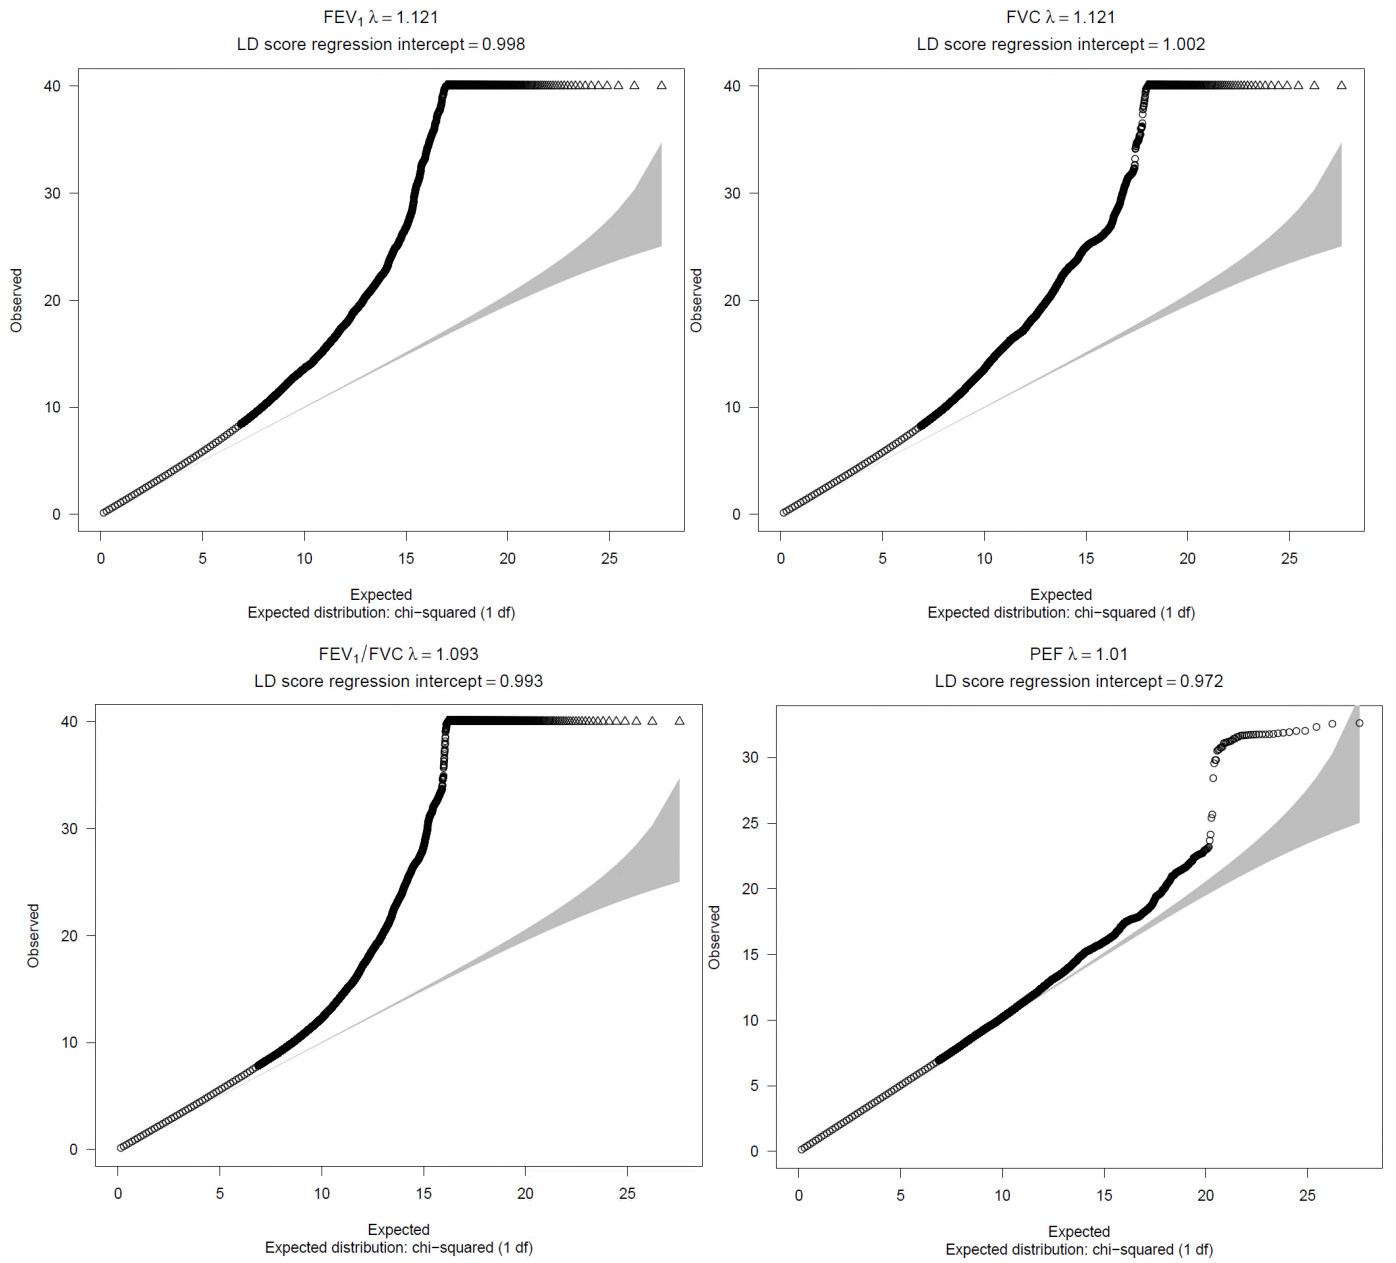 FEV₁ λ = 1.121
LD score regression intercept = 0.998
Observed
40
30
20
10
0
0 5 10 15 20 25
Expected
Expected distribution: chi−squared (1 df)
FVC λ = 1.121
LD score regression intercept = 1.002
Observed
40
30
20
10
0
0 5 10 15 20 25
Expected
Expected distribution: chi−squared (1 df)
FEV₁/FVC λ = 1.093
LD score regression intercept = 0.993
Observed
40
30
20
10
0
0 5 10 15 20 25
Expected
Expected distribution: chi−squared (1 df)
PEF λ = 1.01
LD score regression intercept = 0.972
Observed
30
25
20
15
10
5
0
0 5 10 15 20 25
Expected
Expected distribution: chi−squared (1 df)